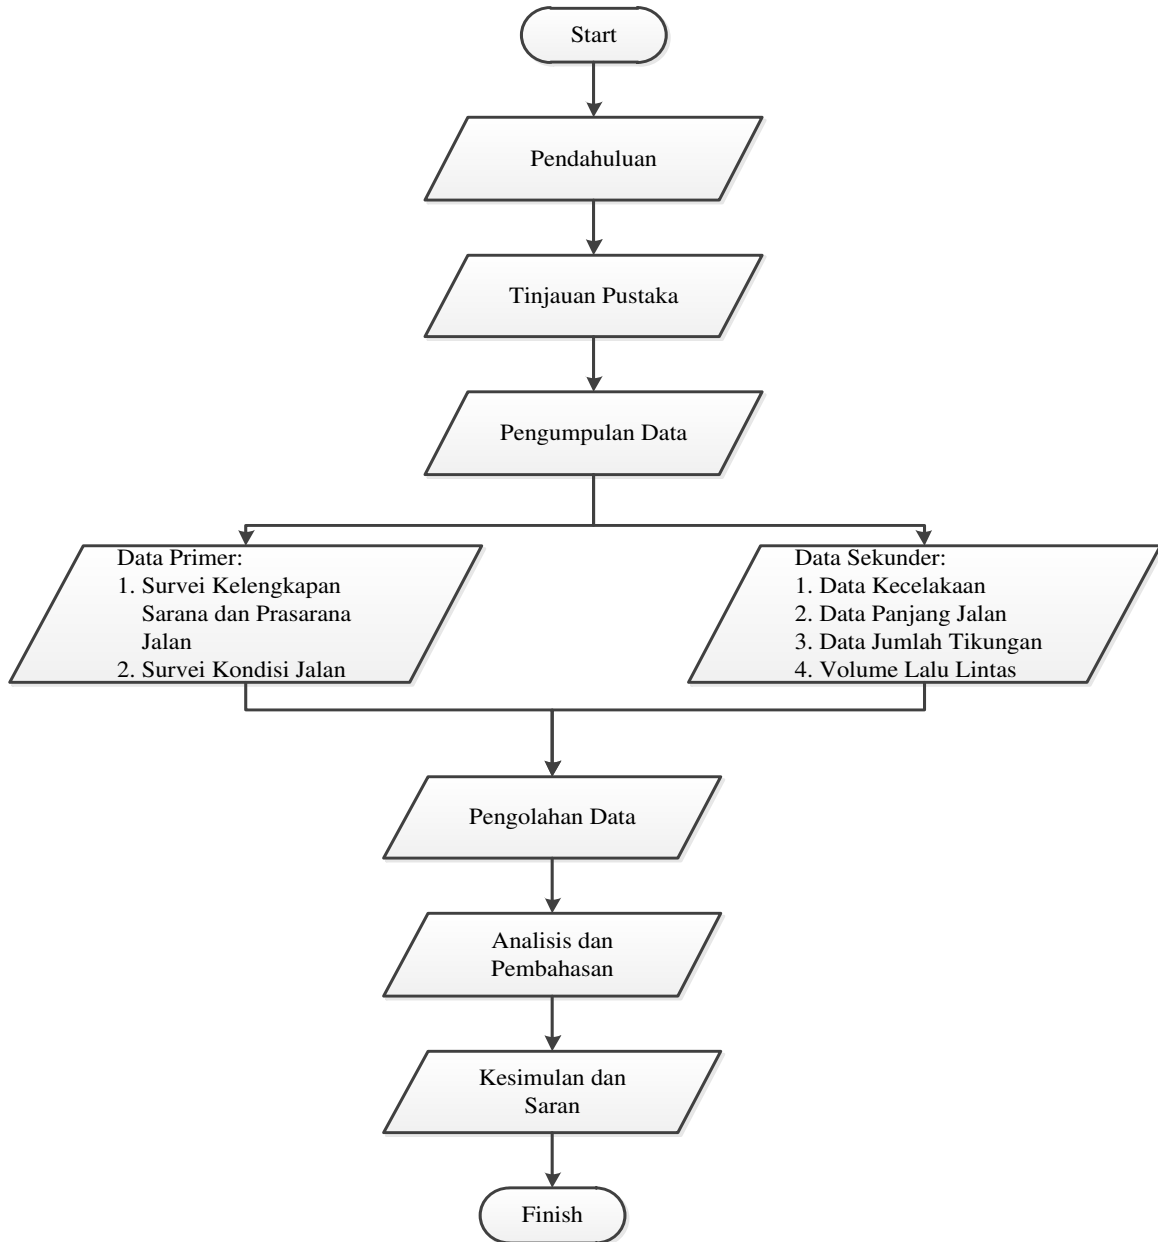 Start
Pendahuluan
Tinjauan Pustaka
Pengumpulan Data
Data Primer:
1. Survei Kelengkapan
Sarana dan Prasarana
Jalan
2. Survei Kondisi Jalan
Data Sekunder:
1. Data Kecelakaan
2. Data Panjang Jalan
3. Data Jumlah Tikungan
4. Volume Lalu Lintas
Pengolahan Data
Analisis dan
Pembahasan
Kesimulan dan
Saran
Finish